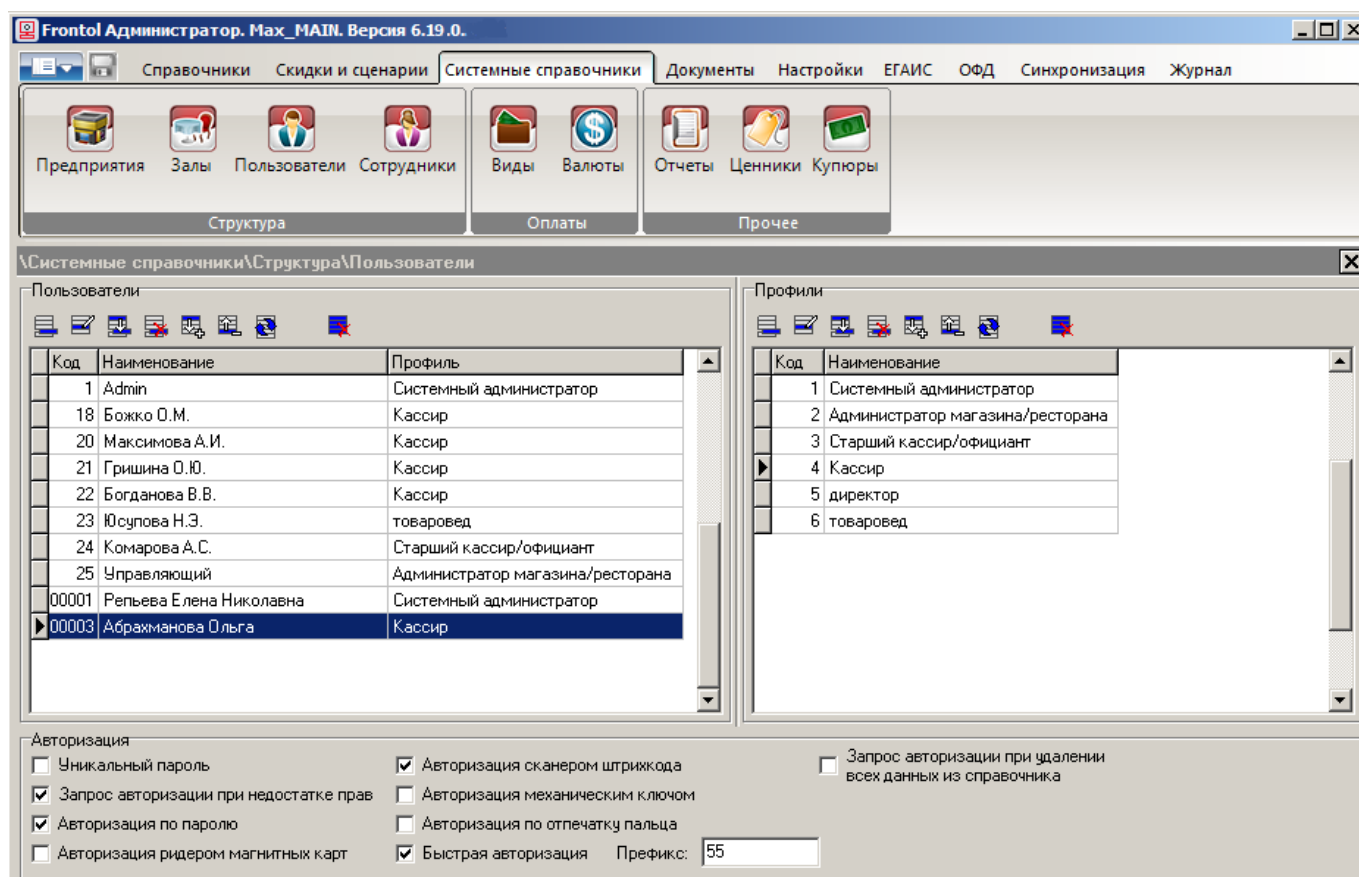 Frontol Администратор. Max_MAIN. Версия 6.19.0.
Справочники Скидки и сценарии Системные справочники Документы Настройки ЕГАИС ОФД Синхронизация Журнал
Предприятия Залы Пользователи Сотрудники Виды Валюты Отчеты Ценники Купюры
Структура Оплаты Прочее
\Системные справочники\Структура\Пользователи
Пользователи
Код Наименование Профиль
1 Admin Системный администратор
18 Божко О.М. Кассир
20 Максимова А.И. Кассир
21 Гришина О.Ю. Кассир
22 Богданова В.В. Кассир
23 Юсупова Н.Э. товаровед
24 Комарова А.С. Старший кассир/официант
25 Управляющий Администратор магазина/ресторана
00001 Репьева Елена Николавна Системный администратор
00003 Абрахманова Ольга Кассир
Профили
Код Наименование
1 Системный администратор
2 Администратор магазина/ресторана
3 Старший кассир/официант
4 Кассир
5 директор
6 товаровед
Авторизация
Уникальный пароль
Запрос авторизации при недостатке прав
Авторизация по паролю
Авторизация ридером магнитных карт
Авторизация сканером штрихкода
Авторизация механическим ключом
Авторизация по отпечатку пальца
Быстрая авторизация Префикс: 55
Запрос авторизации при удалении
всех данных из справочника